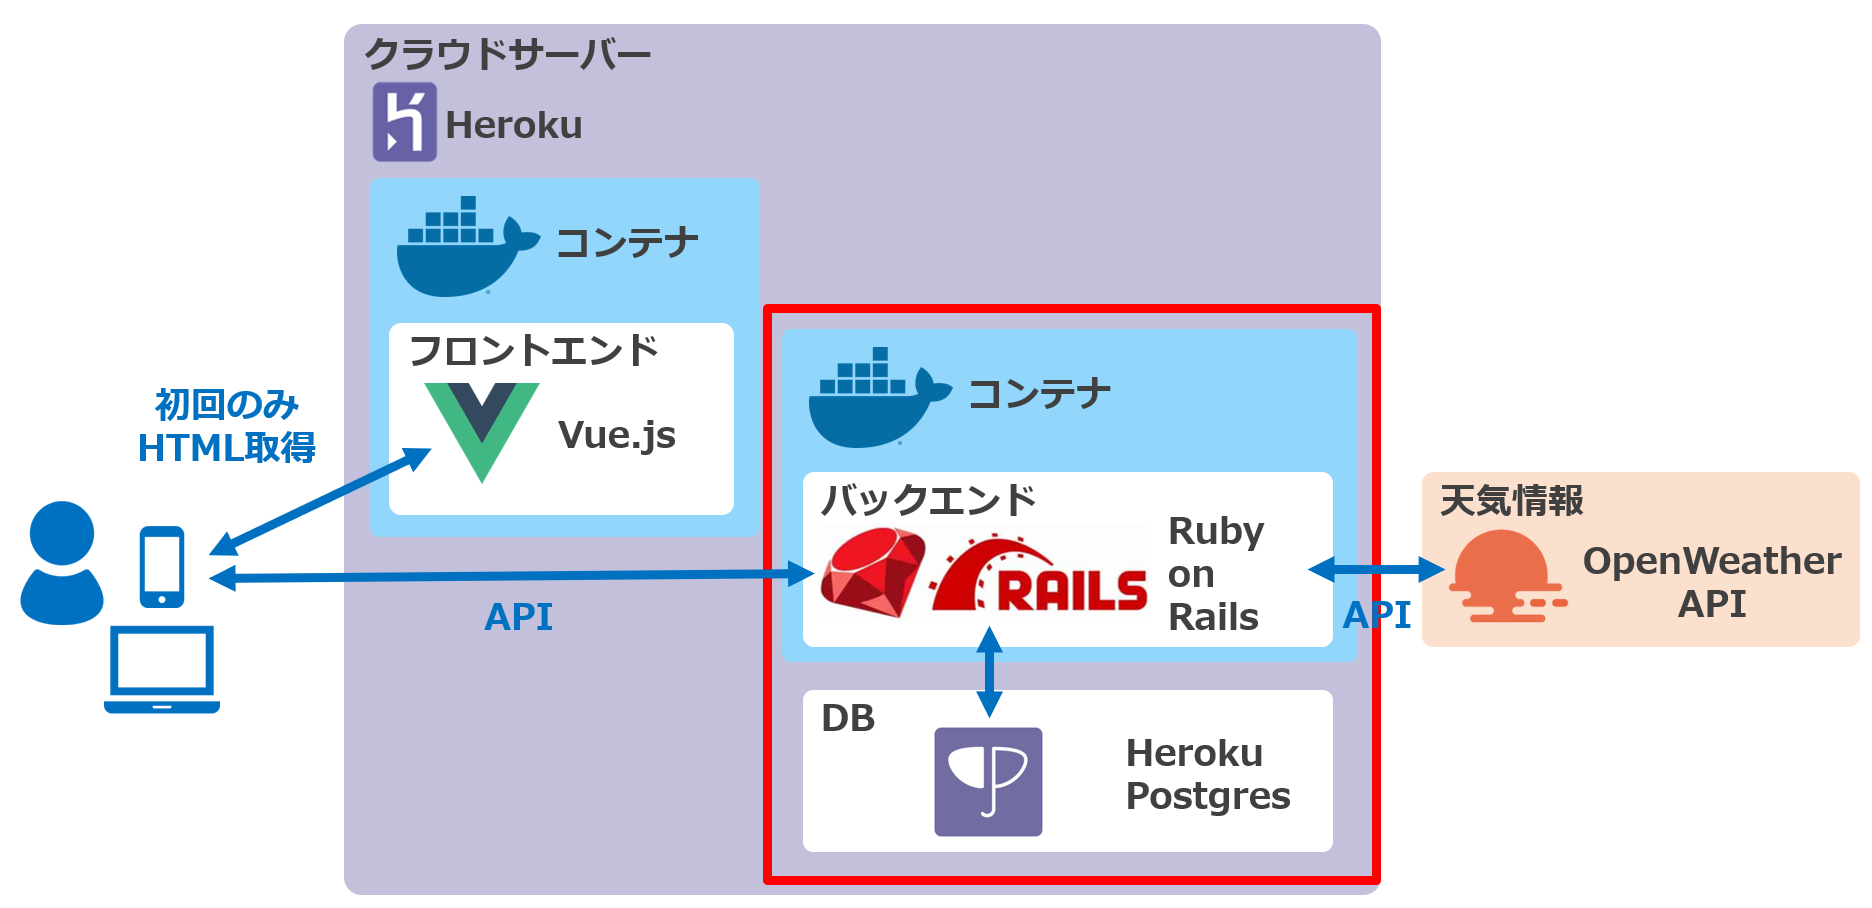 クラウドサーバー
Heroku
コンテナ
フロントエンド
Vue.js
初回のみ
HTML取得
API
コンテナ
バックエンド
RAILS
Ruby
on
Rails
API
天気情報
OpenWeather
API
DB
Heroku
Postgres